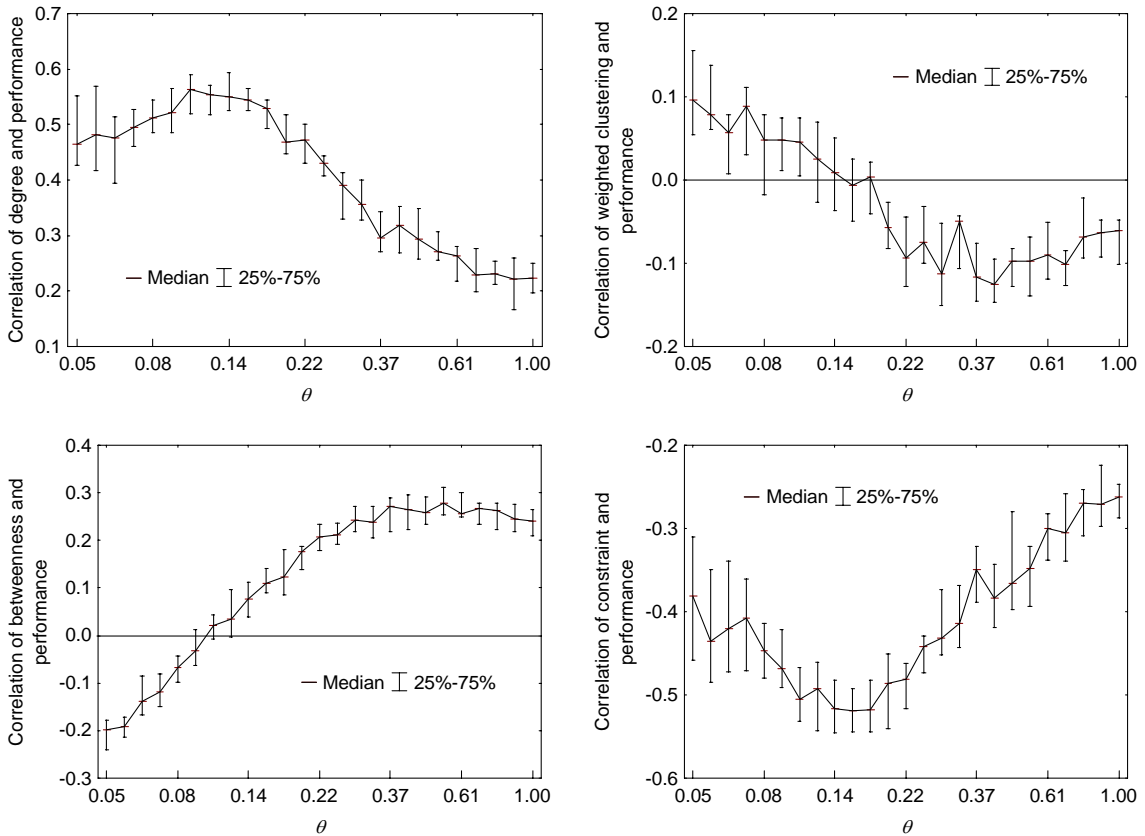 Correlation of degree and performance
0.7
0.6
0.5
0.4
0.3
0.2
0.1
Median 25%-75%
0.05 0.08 0.14 0.22 0.37 0.61 1.00
θ
Correlation of weighted clustering and
performance
0.2
0.1
0.0
-0.1
-0.2
Median 25%-75%
0.05 0.08 0.14 0.22 0.37 0.61 1.00
θ
Correlation of betweenness and
performance
0.4
0.3
0.2
0.1
0.0
-0.1
-0.2
-0.3
Median 25%-75%
0.05 0.08 0.14 0.22 0.37 0.61 1.00
θ
Correlation of constraint and
performance
-0.2
-0.3
-0.4
-0.5
-0.6
Median 25%-75%
0.05 0.08 0.14 0.22 0.37 0.61 1.00
θ